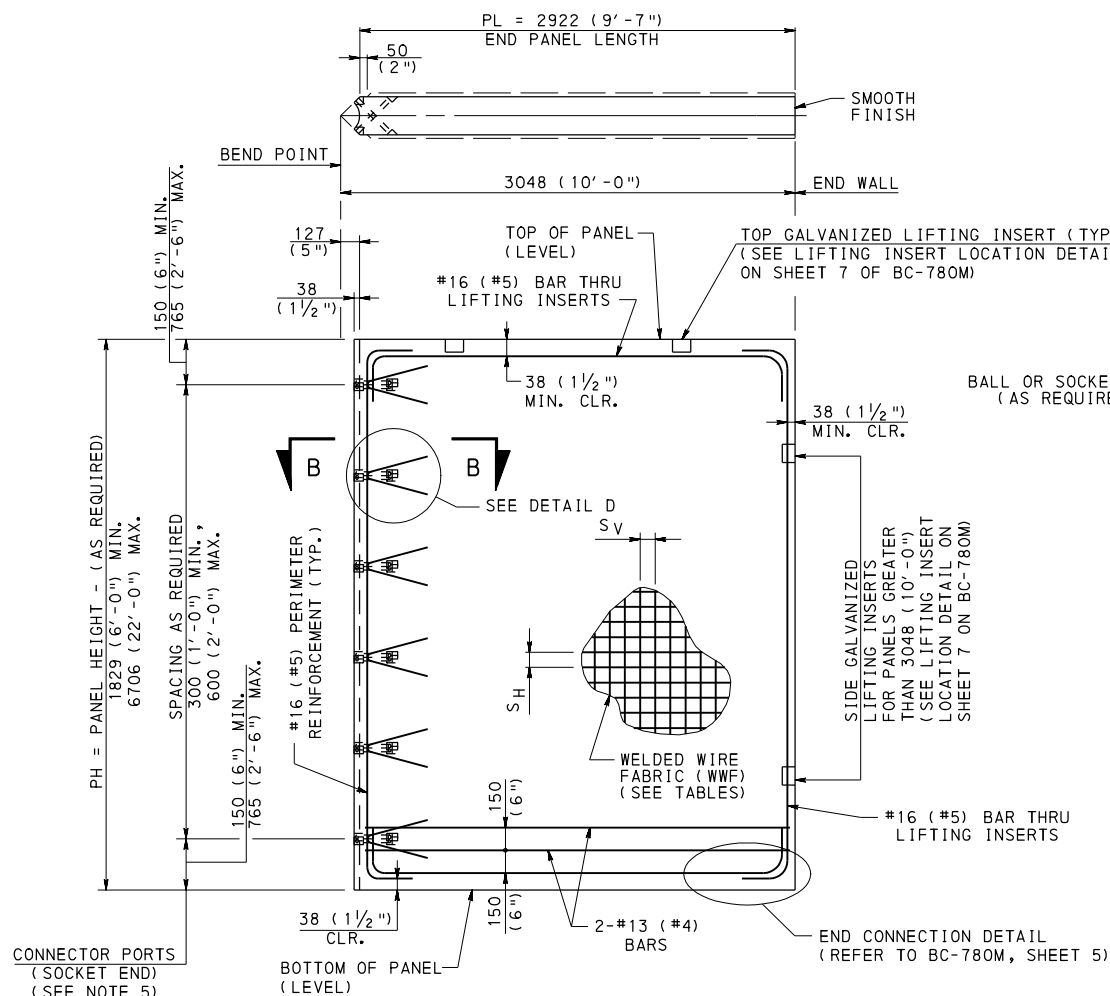 PL = 2922 (9'-7")
END PANEL LENGTH
50
(2")
SMOOTH
FINISH
BEND POINT
3048 (10'-0")
END WALL
150 (6") MIN.
765 (2'-6") MAX.
127
(5")
38
(1½")
TOP OF PANEL
(LEVEL)
#16 (#5) BAR THRU
LIFTING INSERTS
TOP GALVANIZED LIFTING INSERT (TYP
(SEE LIFTING INSERT LOCATION DETAI
ON SHEET 7 OF BC-780M)
38 (1½")
MIN. CLR.
BALL OR SOCKE
(AS REQUIRE
38 (1½")
MIN. CLR.
B
B
SEE DETAIL D
PH = PANEL HEIGHT - (AS REQUIRED)
1829 (6'-0") MIN.
6706 (22'-0") MAX.
SPACING AS REQUIRED
300 (1'-0") MIN.,
600 (2'-0") MAX.
150 (6") MIN.
765 (2'-6") MAX.
#16 (#5) PERIMETER
REINFORCEMENT (TYP.)
SV
SH
WELDED WIRE
FABRIC (WWF)
(SEE TABLES)
SIDE GALVANIZED
LIFTING INSERTS
FOR PANELS GREATER
THAN 3048 (10'-0")
(SEE LIFTING INSERT
LOCATION DETAIL ON
SHEET 7 ON BC-780M)
150
(6")
#16 (#5) BAR THRU
LIFTING INSERTS
150
(6")
38 (1½")
CLR.
2-#13 (#4)
BARS
END CONNECTION DETAIL
(REFER TO BC-780M, SHEET 5)
CONNECTOR PORTS
(SOCKET END)
(SEE NOTE 5)
BOTTOM OF PANEL
(LEVEL)